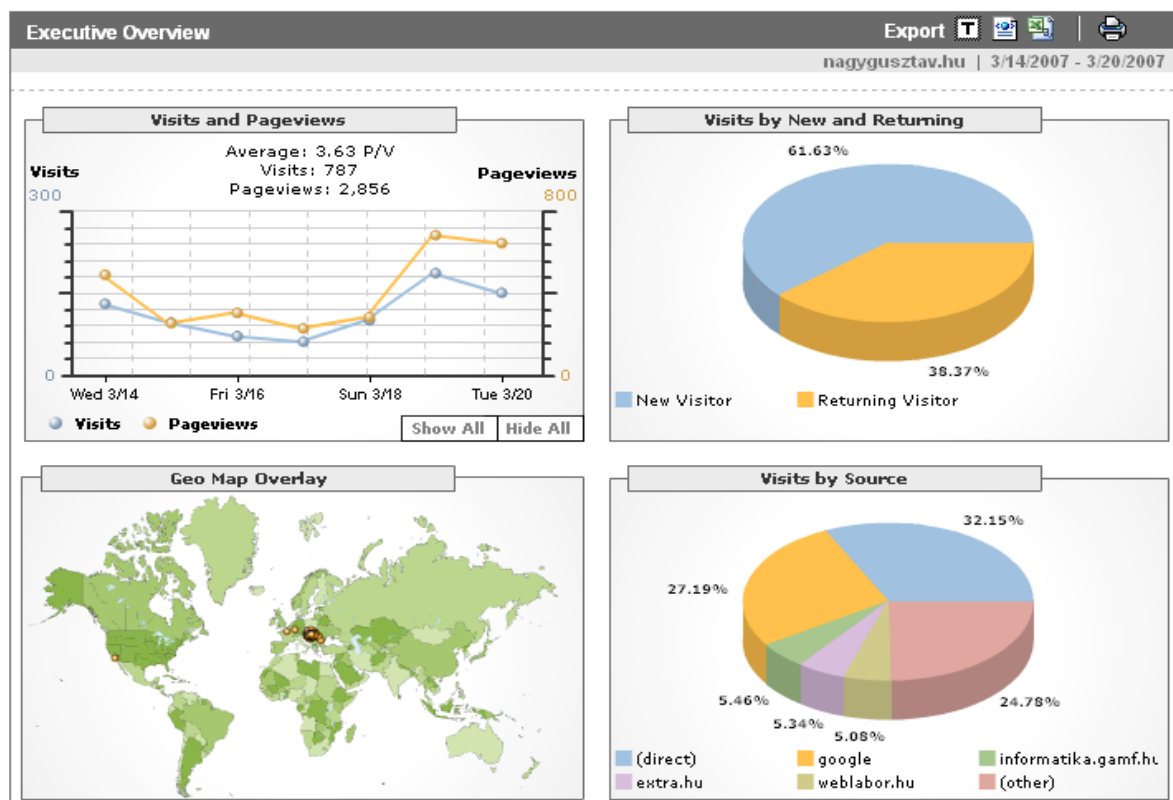 Executive Overview
Export T
nagygusztav.hu | 3/14/2007 - 3/20/2007
Visits and Pageviews
Average: 3.63 P/V
Visits: 787
Pageviews: 2,856
Visits
300
Pageviews
800
0
0
Wed 3/14 Fri 3/16 Sun 3/18 Tue 3/20
Visits Pageviews
Show All Hide All
Visits by New and Returning
61.63%
38.37%
New Visitor Returning Visitor
Geo Map Overlay
Visits by Source
32.15%
27.19%
5.46%
5.34%
5.08%
24.78%
(direct) google informatika.gamf.hu
extra.hu weblabor.hu (other)